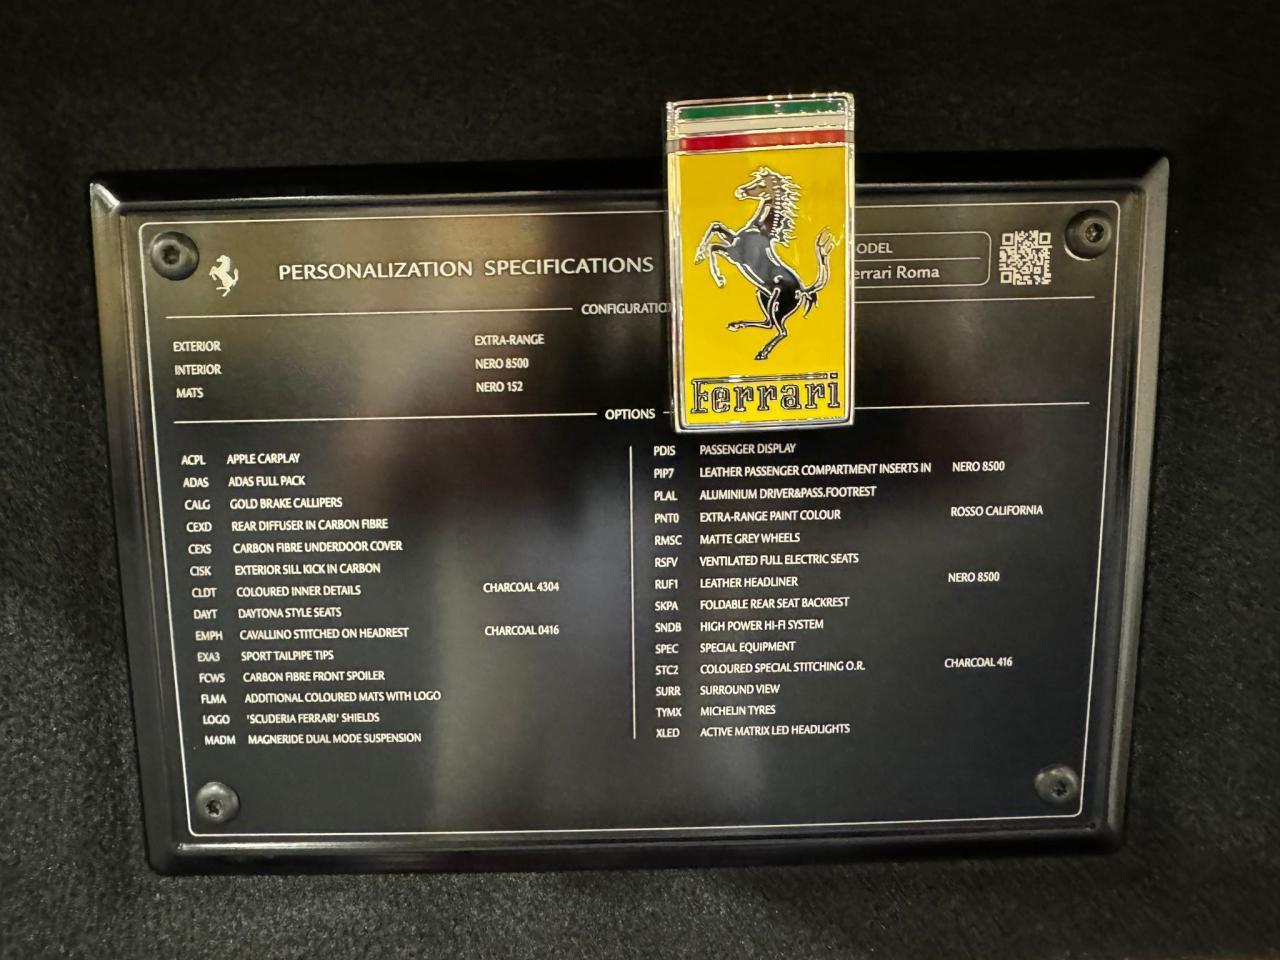 PERSONALIZATION SPECIFICATIONS
Ferrari Roma
EXTERIOR EXTRA-RANGE
INTERIOR NERO 8500
MATS NERO 152
OPTIONS
ACPL APPLE CARPLAY
ADAS ADAS FULL PACK
CALG GOLD BRAKE CALLIPERS
CEXD REAR DIFFUSER IN CARBON FIBRE
CEXS CARBON FIBRE UNDERDOOR COVER
CISK EXTERIOR SILL KICK IN CARBON
CLDT COLOURED INNER DETAILS CHARCOAL 4304
DAYT DAYTONA STYLE SEATS
EMPH CAVALLINO STITCHED ON HEADREST CHARCOAL 0416
EXA3 SPORT TAILPIPE TIPS
FCWS CARBON FIBRE FRONT SPOILER
FLMA ADDITIONAL COLOURED MATS WITH LOGO
LOGO 'SCUDERIA FERRARI' SHIELDS
MADM MAGNERIDE DUAL MODE SUSPENSION
PDIS PASSENGER DISPLAY
PIP7 LEATHER PASSENGER COMPARTMENT INSERTS IN NERO 8500
PLAL ALUMINIUM DRIVER&PASS.FOOTREST
PNT0 EXTRA-RANGE PAINT COLOUR ROSSO CALIFORNIA
RMSC MATTE GREY WHEELS
RSFV VENTILATED FULL ELECTRIC SEATS
RUF1 LEATHER HEADLINER NERO 8500
SKPA FOLDABLE REAR SEAT BACKREST
SNDB HIGH POWER HI-FI SYSTEM
SPEC SPECIAL EQUIPMENT
STC2 COLOURED SPECIAL STITCHING O.R. CHARCOAL 416
SURR SURROUND VIEW
TYMX MICHELIN TYRES
XLED ACTIVE MATRIX LED HEADLIGHTS
Ferrari